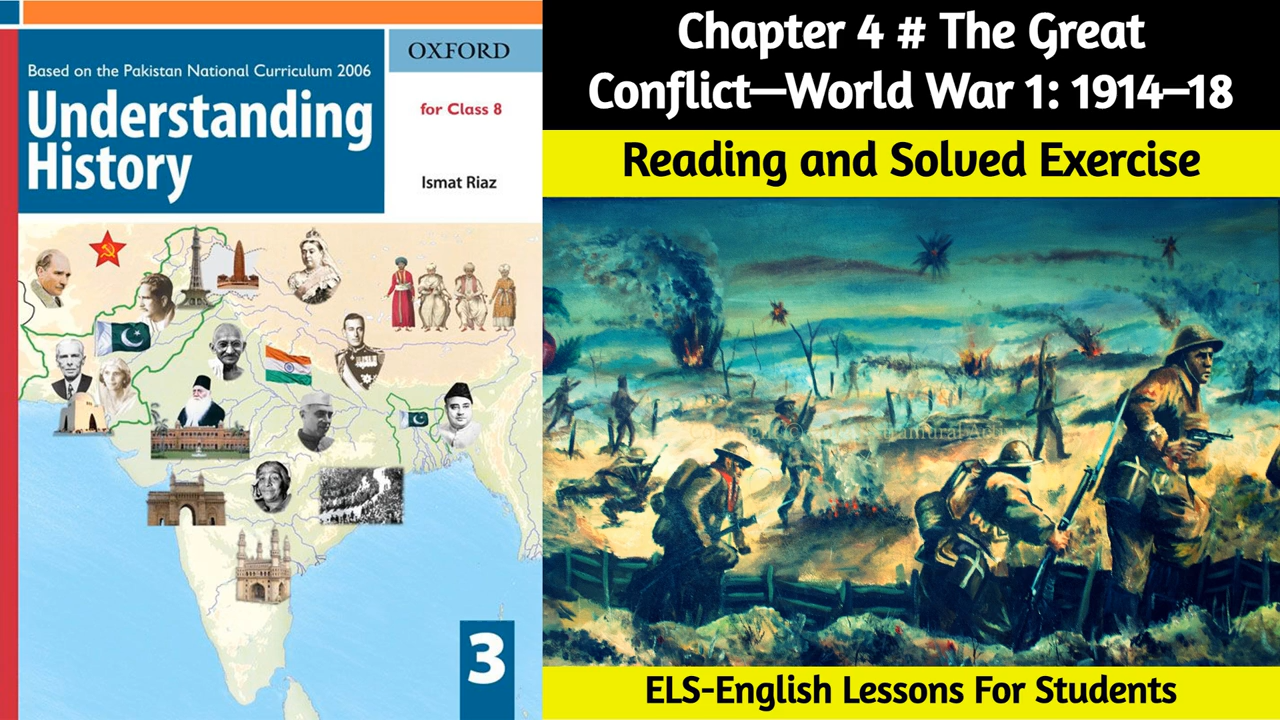 OXFORD
Based on the Pakistan National Curriculum 2006
Understanding
History
for Class 8
Ismat Riaz
3
Chapter 4 # The Great
Conflict—World War 1: 1914–18
Reading and Solved Exercise
ELS-English Lessons For Students